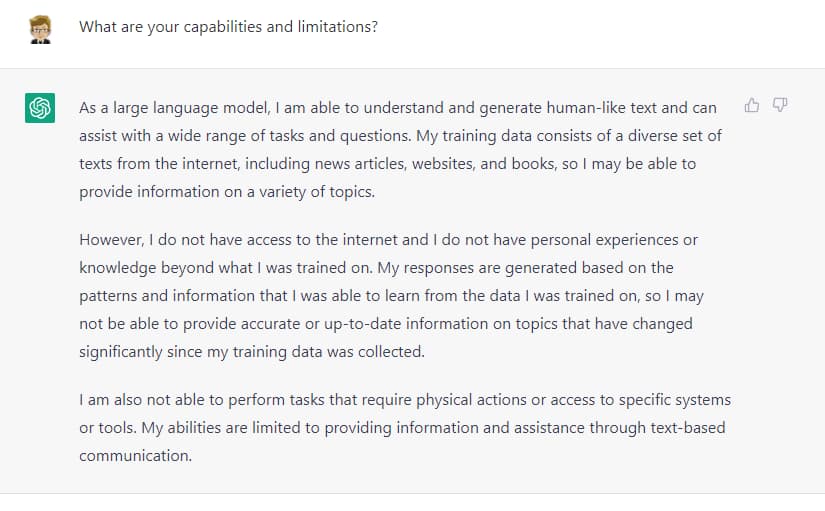 What are your capabilities and limitations?
As a large language model, I am able to understand and generate human-like text and can
assist with a wide range of tasks and questions. My training data consists of a diverse set of
texts from the internet, including news articles, websites, and books, so I may be able to
provide information on a variety of topics.
However, I do not have access to the internet and I do not have personal experiences or
knowledge beyond what I was trained on. My responses are generated based on the
patterns and information that I was able to learn from the data I was trained on, so I may
not be able to provide accurate or up-to-date information on topics that have changed
significantly since my training data was collected.
I am also not able to perform tasks that require physical actions or access to specific systems
or tools. My abilities are limited to providing information and assistance through text-based
communication.